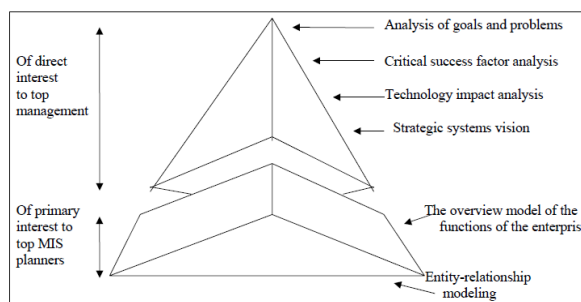 Analysis of goals and problems
Critical success factor analysis
Technology impact analysis
Strategic systems vision
Of direct
interest
to top
management
Of primary
interest to
top MIS
planners
The overview model of the
functions of the enterpris
Entity-relationship
modeling